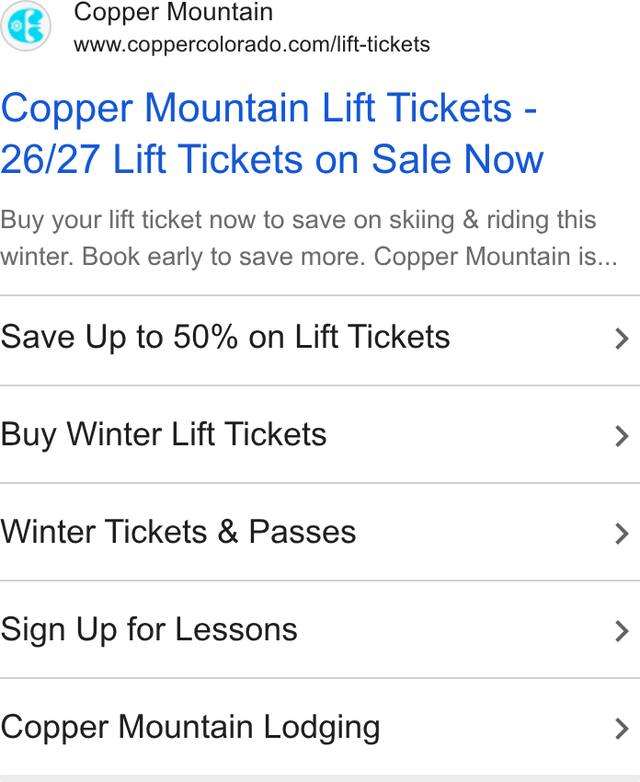 Copper Mountain
www.coppercolorado.com/lift-tickets
Copper Mountain Lift Tickets -
26/27 Lift Tickets on Sale Now
Buy your lift ticket now to save on skiing & riding this
winter. Book early to save more. Copper Mountain is...
Save Up to 50% on Lift Tickets
Buy Winter Lift Tickets
Winter Tickets & Passes
Sign Up for Lessons
Copper Mountain Lodging